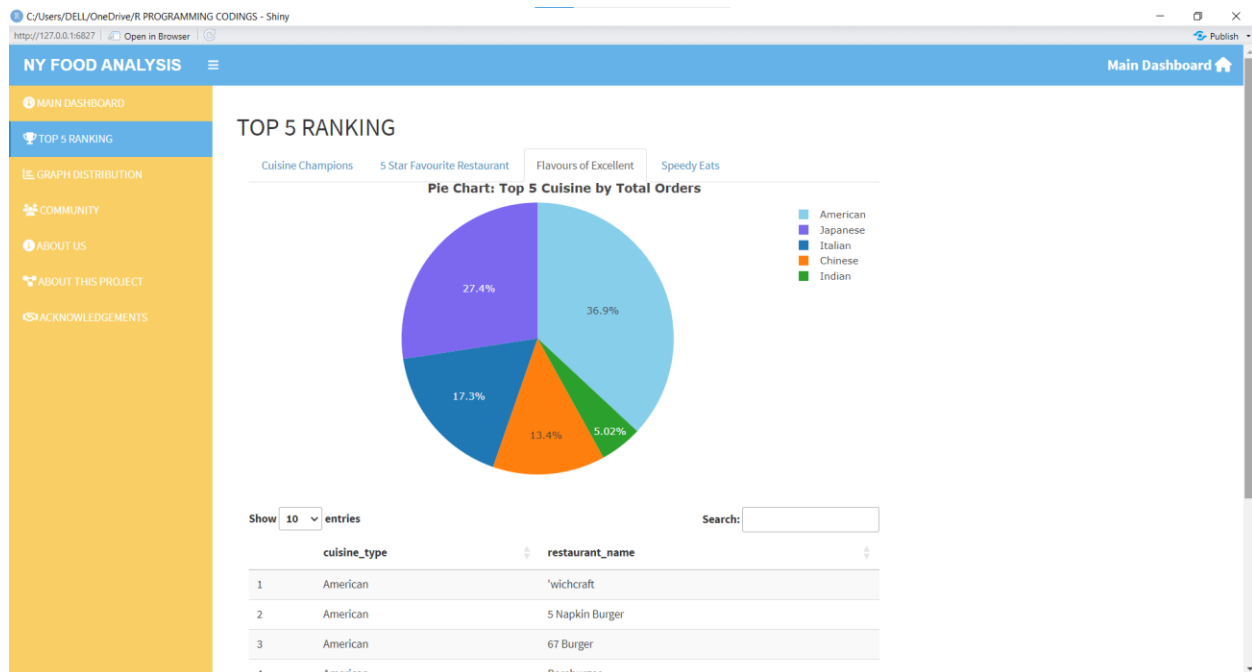 C:/Users/DELL/OneDrive/R PROGRAMMING CODINGS - Shiny
http://127.0.0.1:6827 Open in Browser Publish
NY FOOD ANALYSIS Main Dashboard
MAIN DASHBOARD
TOP 5 RANKING
GRAPH DISTRIBUTION
COMMUNITY
ABOUT US
ABOUT THIS PROJECT
ACKNOWLEDGEMENTS
TOP 5 RANKING
Cuisine Champions 5 Star Favourite Restaurant Flavours of Excellent Speedy Eats
Pie Chart: Top 5 Cuisine by Total Orders
American
Japanese
Italian
Chinese
Indian
27.4%
36.9%
17.3%
13.4%
5.02%
Show 10 entries Search:
cuisine_type restaurant_name
1 American 'wichcraft
2 American 5 Napkin Burger
3 American 67 Burger
4 American